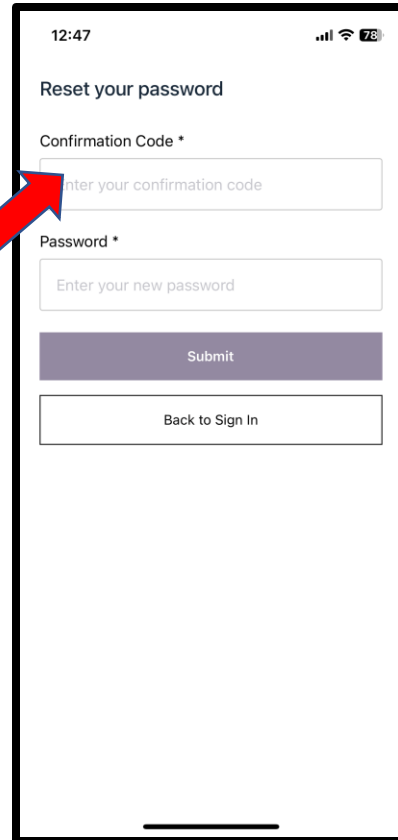 12:47
78
Reset your password
Confirmation Code *
Enter your confirmation code
Password *
Enter your new password
Submit
Back to Sign In